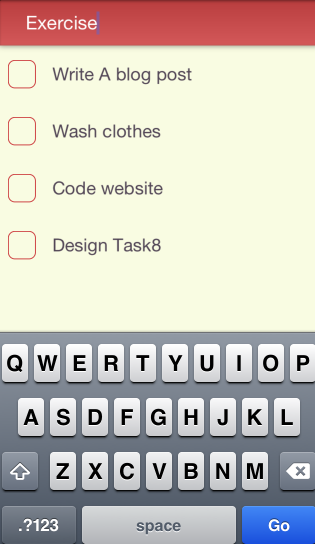 Exercise
Write A blog post
Wash clothes
Code website
Design Task8
Q W E R T Y U I O P
A S D F G H J K L
Z X C V B N M
.?123 space Go